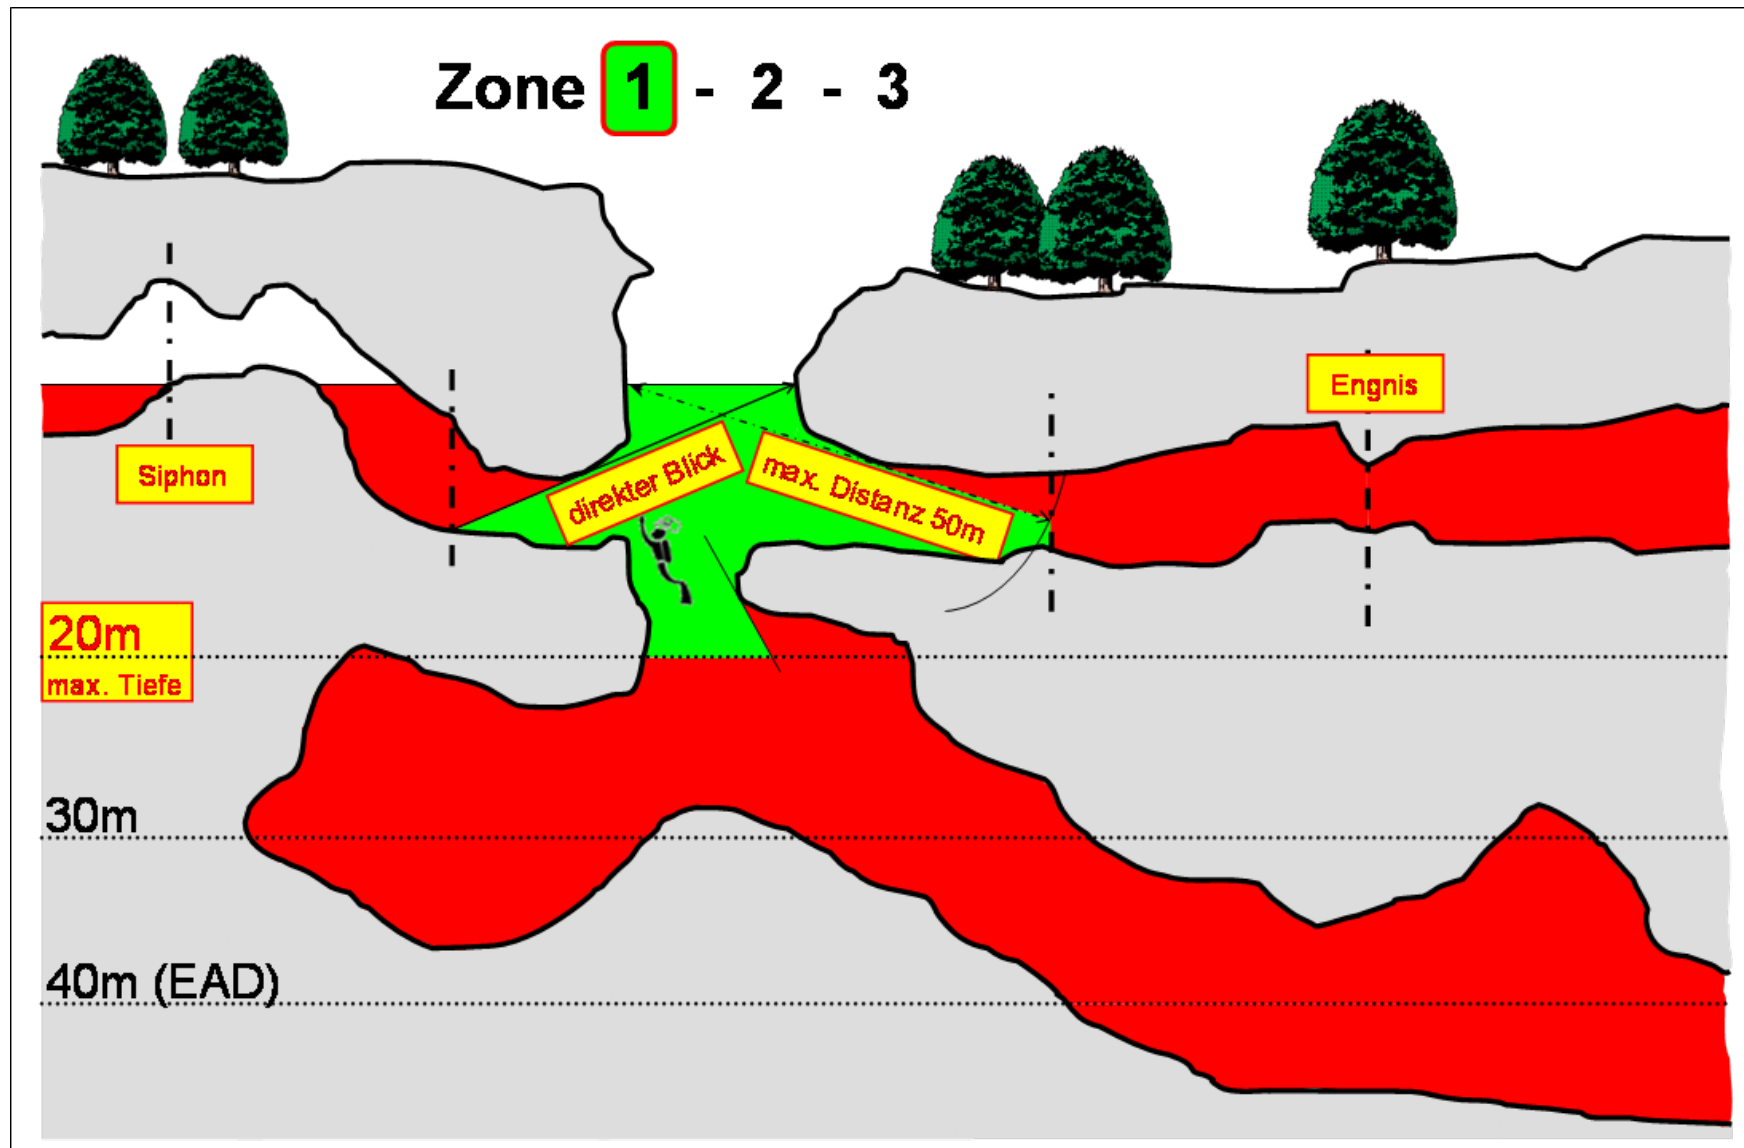 Zone 1 - 2 - 3
Engnis
Siphon
direkter Blick
max. Distanz 50m
20m
max. Tiefe
30m
40m (EAD)